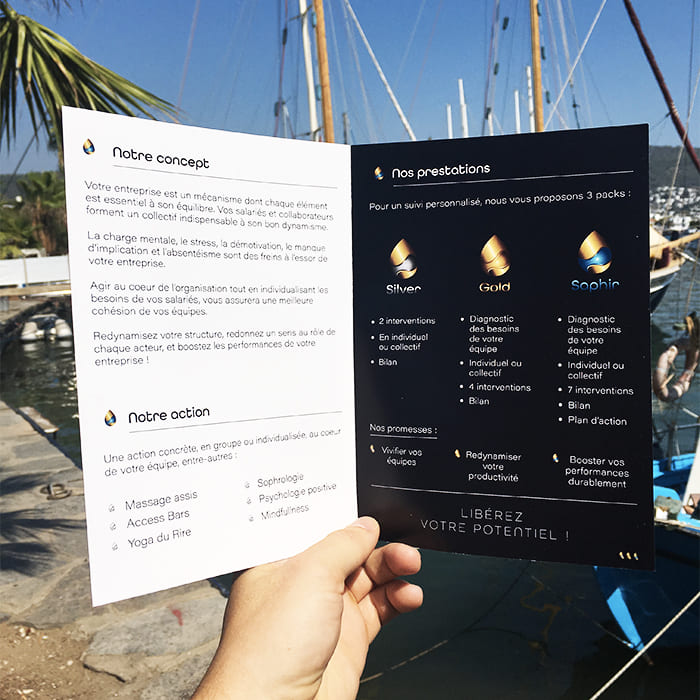 Notre concept
Votre entreprise est un mécanisme dont chaque élément
est essentiel à son équilibre. Vos salariés et collaborateurs
forment un collectif indispensable à son bon dynamisme.
La charge mentale, le stress, la démotivation, le manque
d'implication et l'absentéisme sont des freins à l'essor de
votre entreprise.
Agir au coeur de l'organisation tout en individualisant les
besoins de vos salariés, vous assurera une meilleure
cohésion de vos équipes.
Redynamisez votre structure, redonnez un sens au rôle de
chaque acteur, et boostez les performances de votre
entreprise !
Notre action
Une action concrète, en groupe ou individualisée, au coeur
de votre équipe, entre-autres :
Massage assis
Access Bars
Yoga du Rire
Sophrologie
Psychologie positive
Mindfullness
Nos prestations
Pour un suivi personnalisé, nous vous proposons 3 packs :
Silver
• 2 interventions
• En individuel
ou collectif
• Bilan
Gold
• Diagnostic
des besoins
de votre
équipe
• Individuel ou
collectif
• 4 interventions
• Bilan
Saphir
• Diagnostic
des besoins
de votre
équipe
• Individuel ou
collectif
• 7 interventions
• Bilan
• Plan d'action
Nos promesses :
Vivifier vos
équipes
Redynamiser
votre
productivité
Booster vos
performances
durablement
LIBÉREZ
VOTRE POTENTIEL !